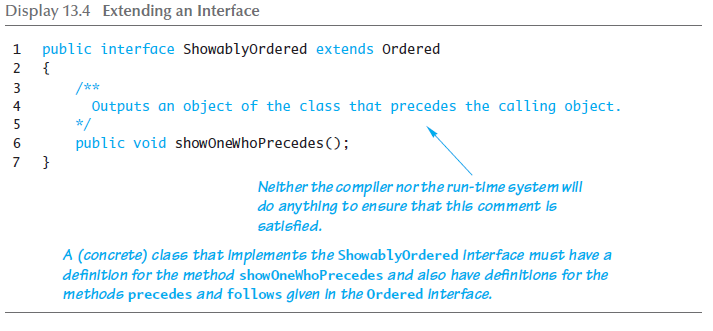 Display 13.4 Extending an Interface
1 public interface ShowablyOrdered extends Ordered
2 {
3 /**
4 Outputs an object of the class that precedes the calling object.
5 */
6 public void showOneWhoPrecedes();
7 }
Neither the compiler nor the run-time system will
do anything to ensure that this comment is
satisfied.
A (concrete) class that implements the ShowablyOrdered interface must have a
definition for the method showOneWhoPrecedes and also have definitions for the
methods precedes and follows given in the Ordered interface.